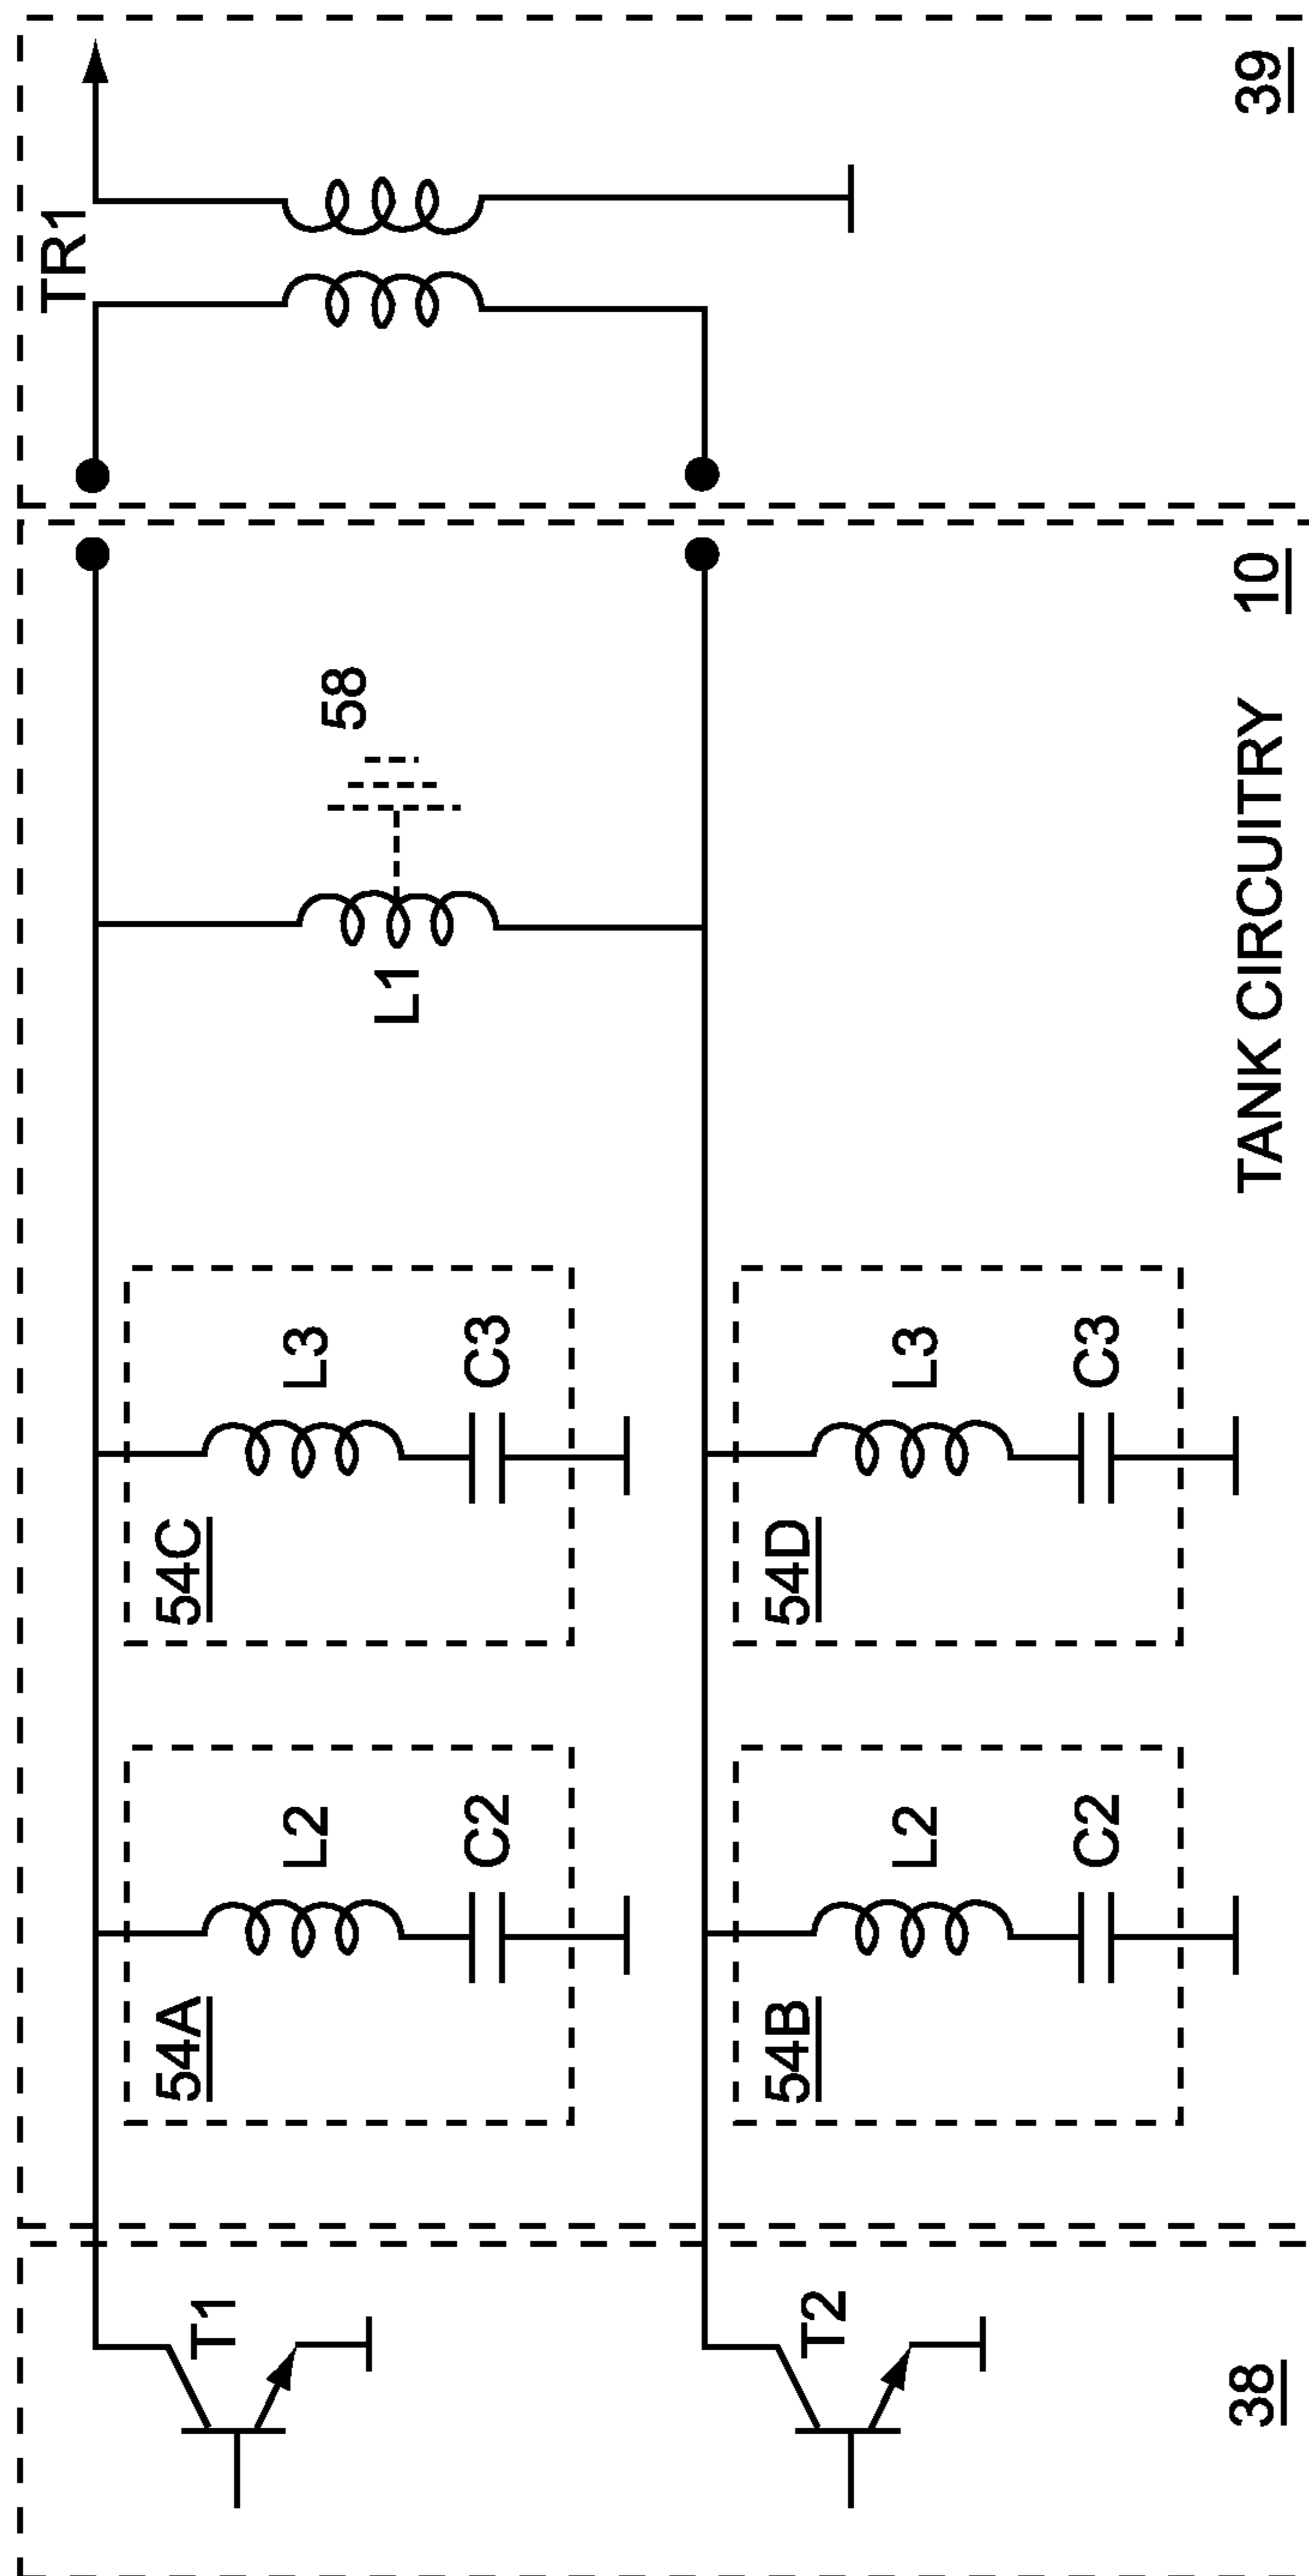 TR1
39
58
L1
L3
C3
54C
L3
C3
54D
L2
C2
54A
L2
C2
54B
TANK CIRCUITRY 10
T1
T2
38